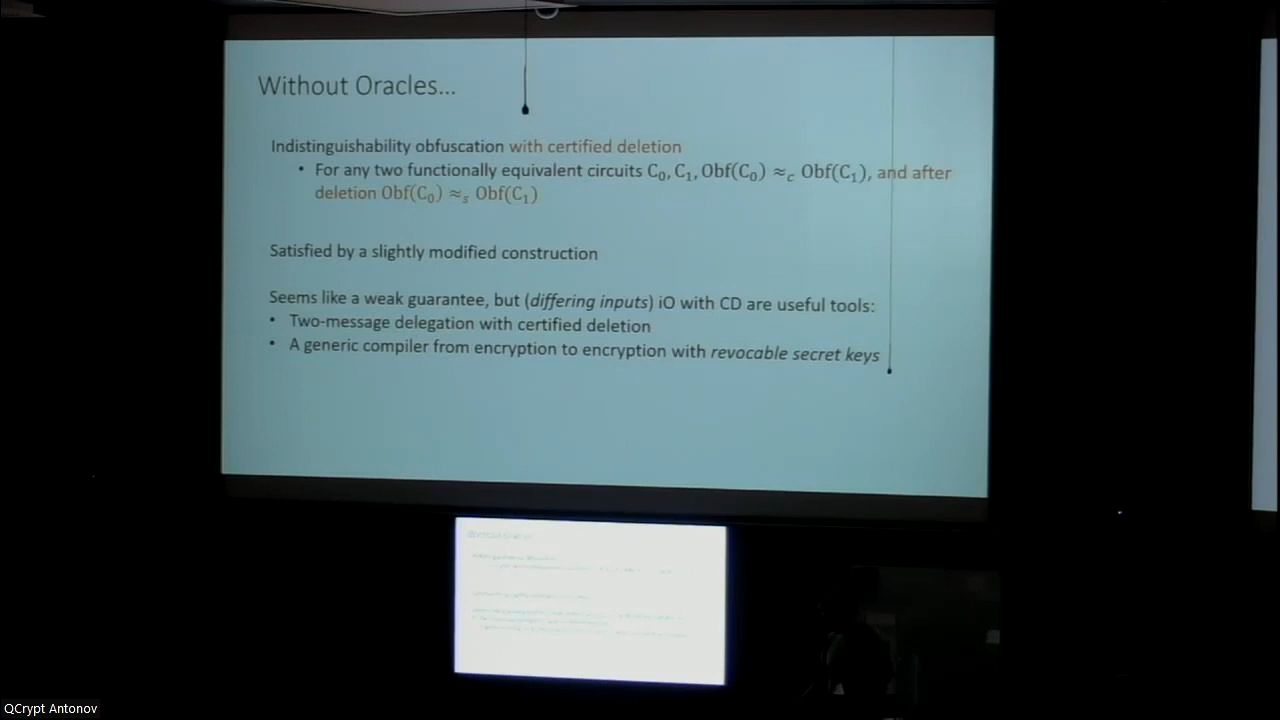 Without Oracles...
Indistinguishability obfuscation with certified deletion
• For any two functionally equivalent circuits C₀, C₁, Obf(C₀) ≈c Obf(C₁), and after
deletion Obf(C₀) ≈s Obf(C₁)
Satisfied by a slightly modified construction
Seems like a weak guarantee, but (differing inputs) iO with CD are useful tools:
• Two-message delegation with certified deletion
• A generic compiler from encryption to encryption with revocable secret keys
QCrypt Antonov